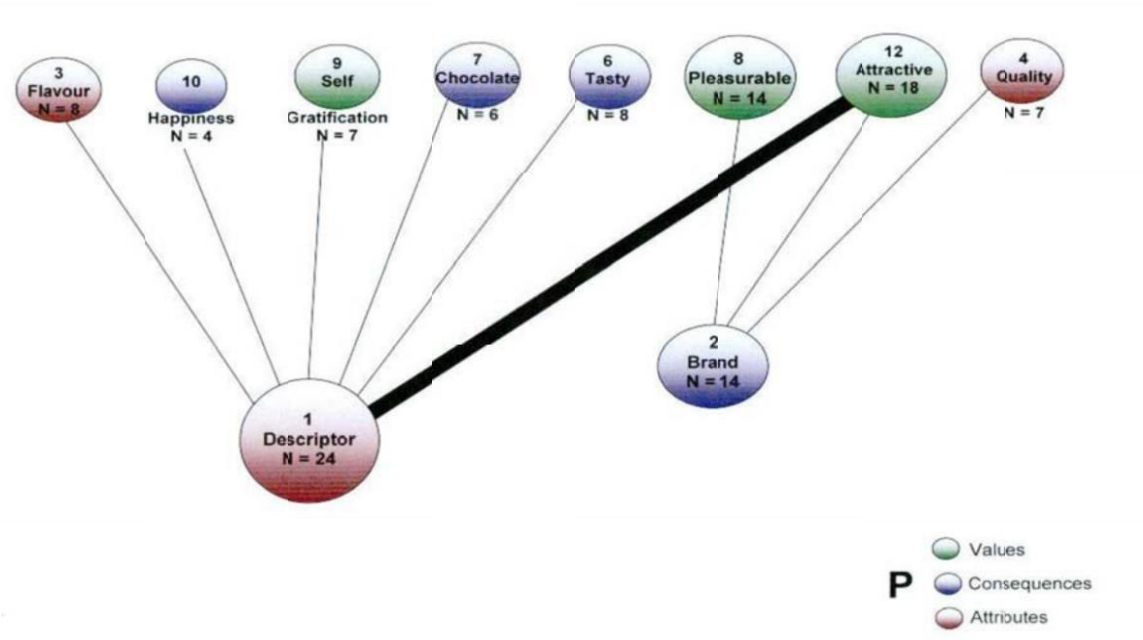 3
Flavour
N = 8
10
Happiness
N = 4
9
Self
Gratification
N = 7
7
Chocolate
N = 6
6
Tasty
N = 8
8
Pleasurable
N = 14
12
Attractive
N = 18
4
Quality
N = 7
2
Brand
N = 14
1
Descriptor
N = 24
Values
P Consequences
Attributes